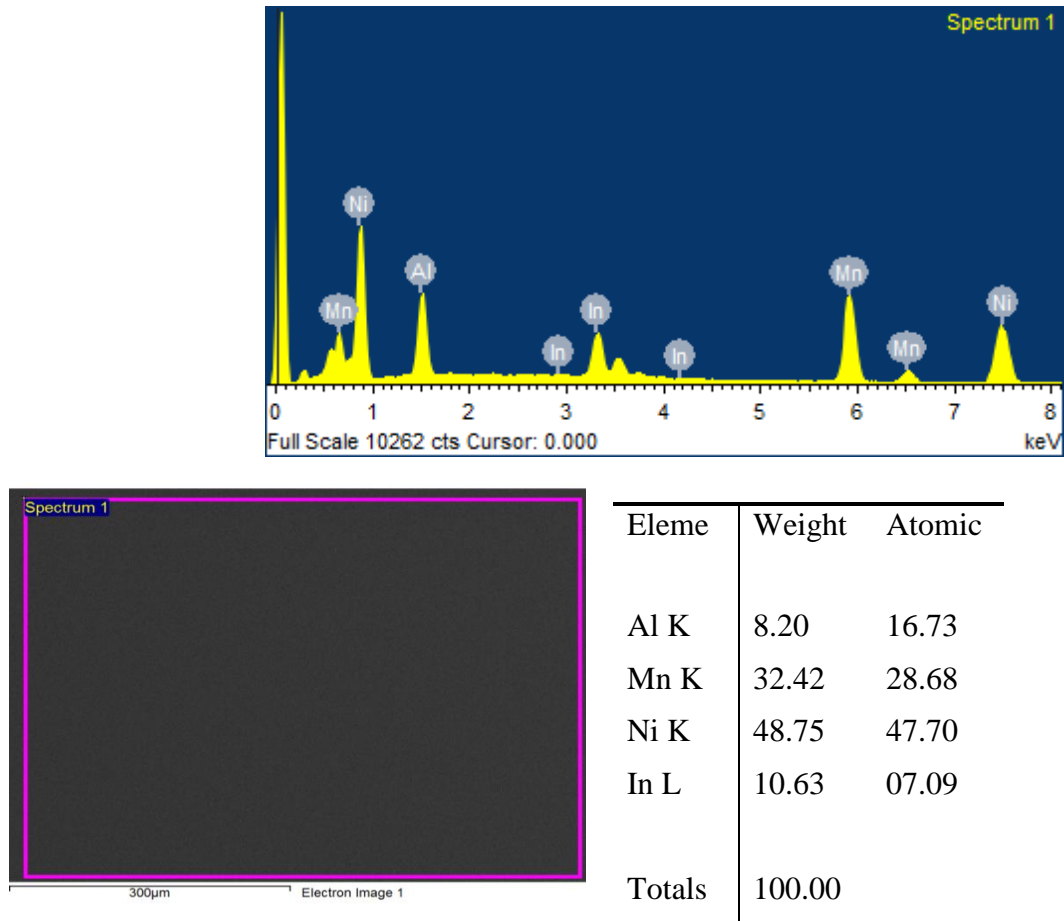 Spectrum 1
Ni
Al
Mn
Mn
In
Ni
In
In
Mn
0 1 2 3 4 5 6 7 8
Full Scale 10262 cts Cursor: 0.000 keV
Spectrum 1
300µm Electron Image 1
Eleme Weight Atomic
Al K 8.20 16.73
Mn K 32.42 28.68
Ni K 48.75 47.70
In L 10.63 07.09
Totals 100.00